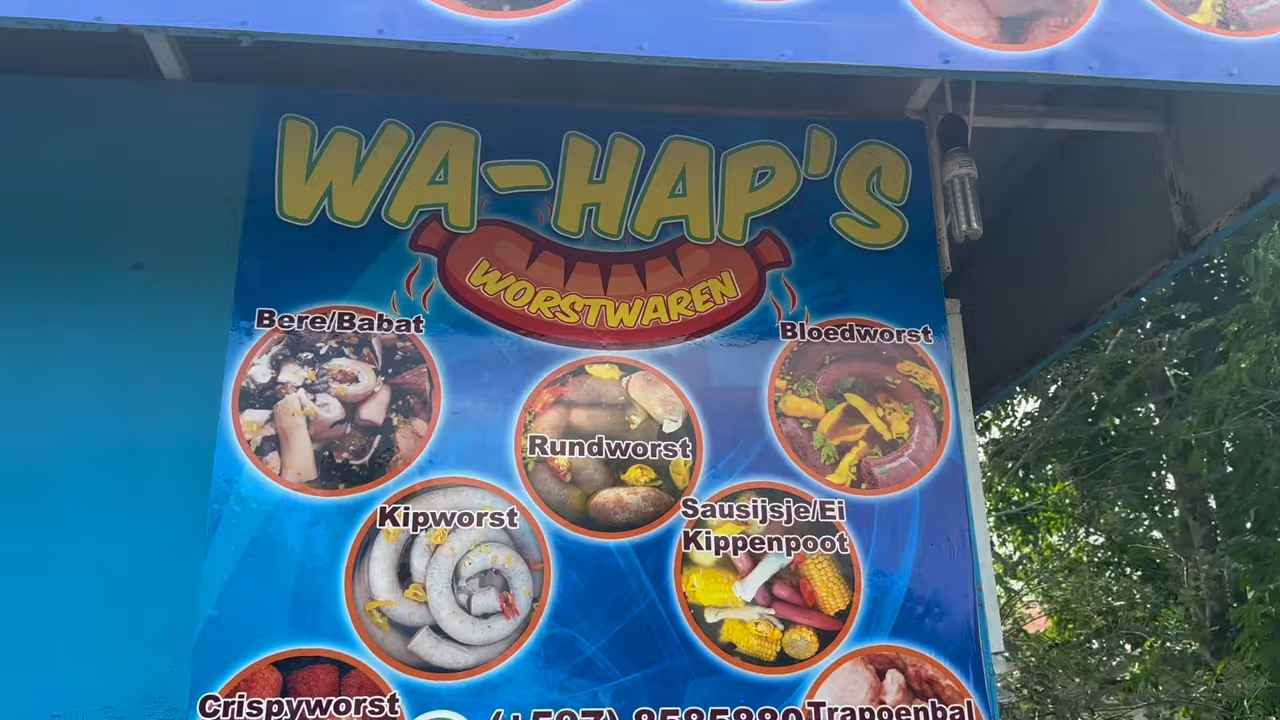 WA-HAP'S
WORSTWAREN
Bere/Babat
Bloedworst
Rundworst
Kipworst
Sausijsje/Ei
Kippenpoot
Crispyworst
(+597) 8585880
Trapoenbal